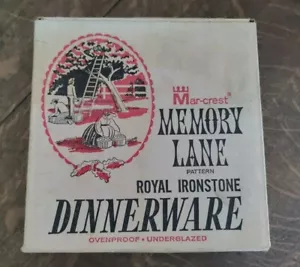 Mar-crest®
MEMORY
LANE
PATTERN
ROYAL IRONSTONE
DINNERWARE
OVENPROOF • UNDERGLAZED